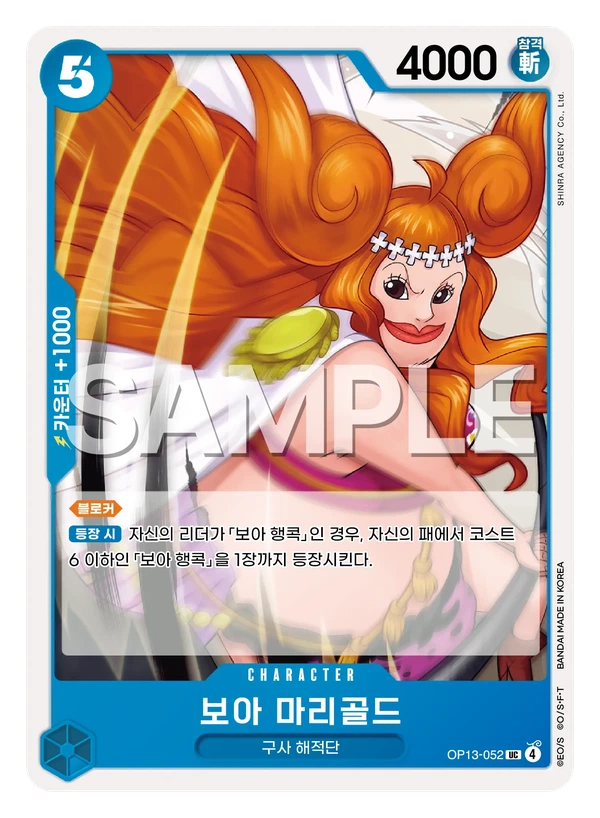 5
4000
참격
斬
SHINRA AGENCY Co., Ltd.
카운터 +1000
SAMPLE
블로커
등장 시 자신의 리더가 「보아 행콕」인 경우, 자신의 패에서 코스트
6 이하인 「보아 행콕」을 1장까지 등장시킨다.
CHARACTER
보아 마리골드
구사 해적단
OP13-052 UC 4
©EO/S ©O/S·F·T BANDAI MADE IN KOREA